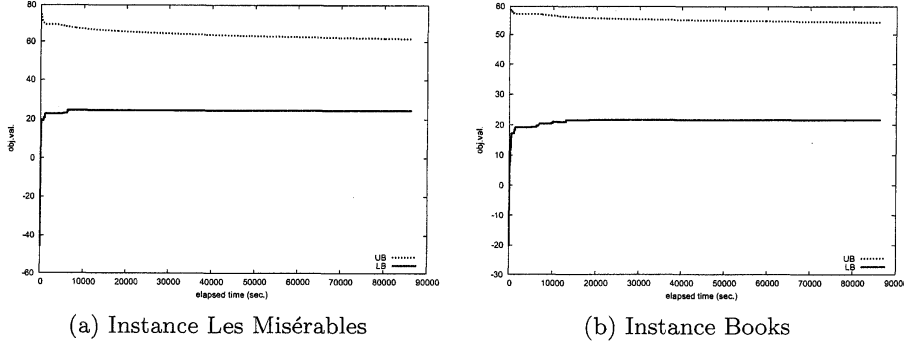 80
60
40
20
0
-20
-40
-60
obj.val.
0 10000 20000 30000 40000 50000 60000 70000 80000 90000
elapsed time (sec.)
UB
LB
(a) Instance Les Misérables
60
50
40
30
20
10
0
-10
-20
-30
obj.val.
0 10000 20000 30000 40000 50000 60000 70000 80000 90000
elapsed time (sec.)
UB
LB
(b) Instance Books